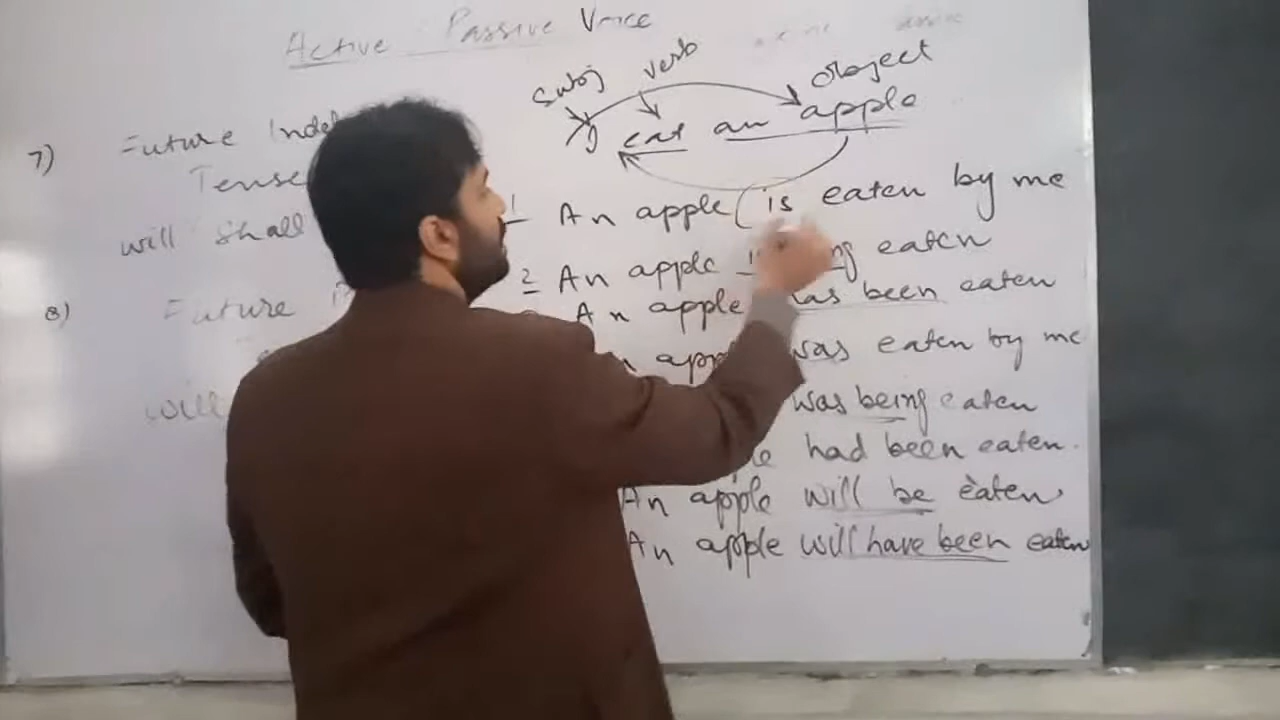 Active Passive Voice
subj verb object
I eat an apple
7) Future Indef
Tense
will shall
8) Future
will
1 An apple is eaten by me
2 An apple eaten
An apple has been eaten
was eaten by me
was being eaten
had been eaten.
An apple will be eaten
An apple will have been eaten